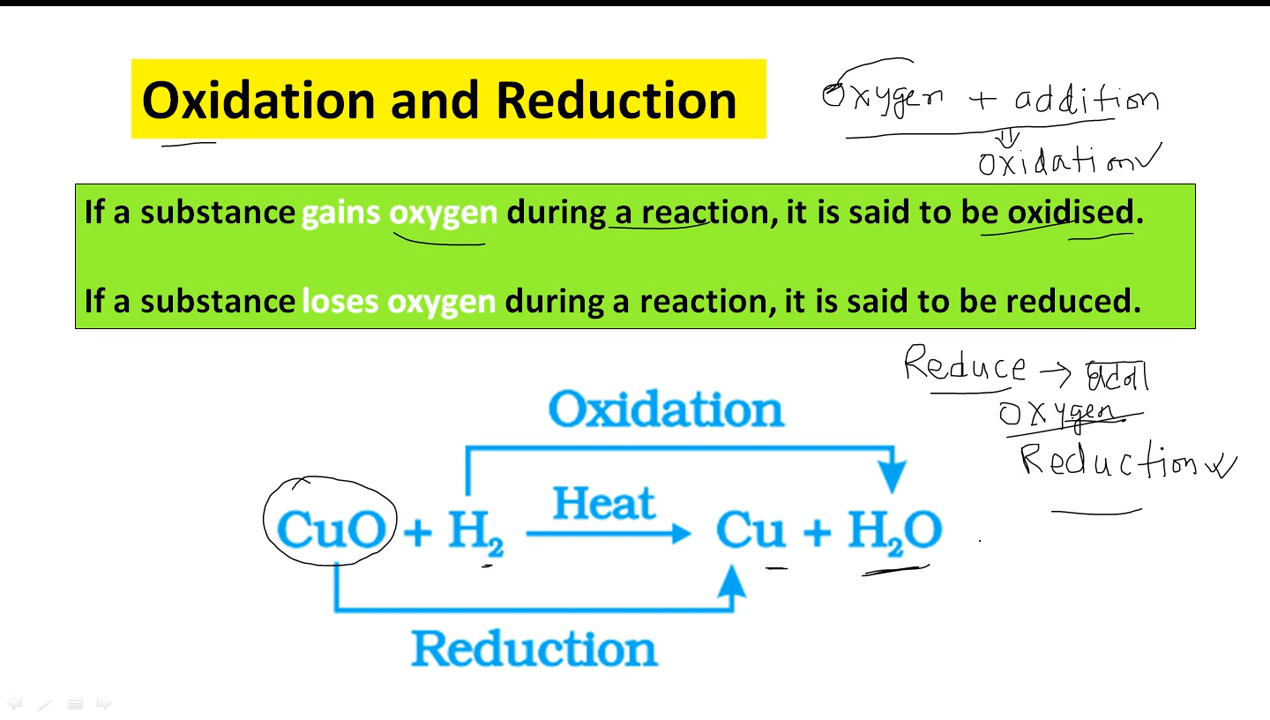 Oxidation and Reduction
Oxygen + addition
⇓
Oxidation✓
If a substance gains oxygen during a reaction, it is said to be oxidised.
If a substance loses oxygen during a reaction, it is said to be reduced.
Reduce →
Oxygen
Reduction✓
Oxidation
Heat
CuO + H₂ → Cu + H₂O
Reduction